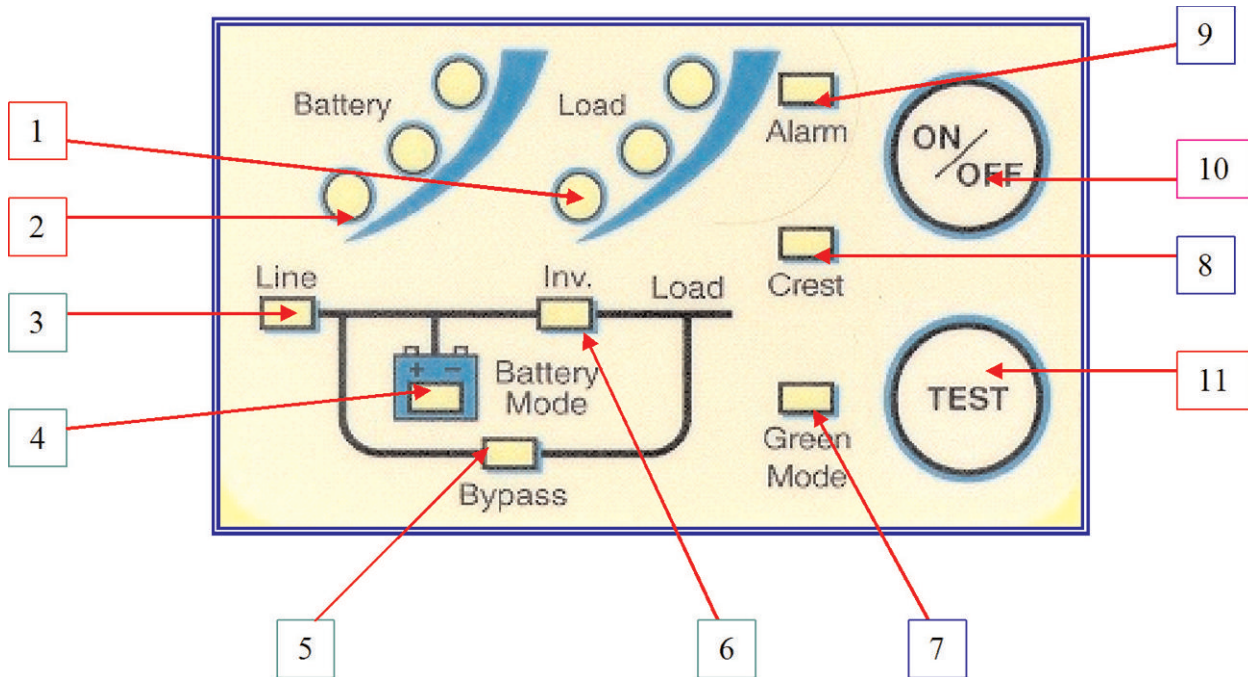 9
Battery
Load
Alarm
ON/OFF
1
10
2
8
Line
Inv.
Load
Crest
3
+ −
Battery
Mode
TEST
11
4
Green
Mode
Bypass
5
6
7